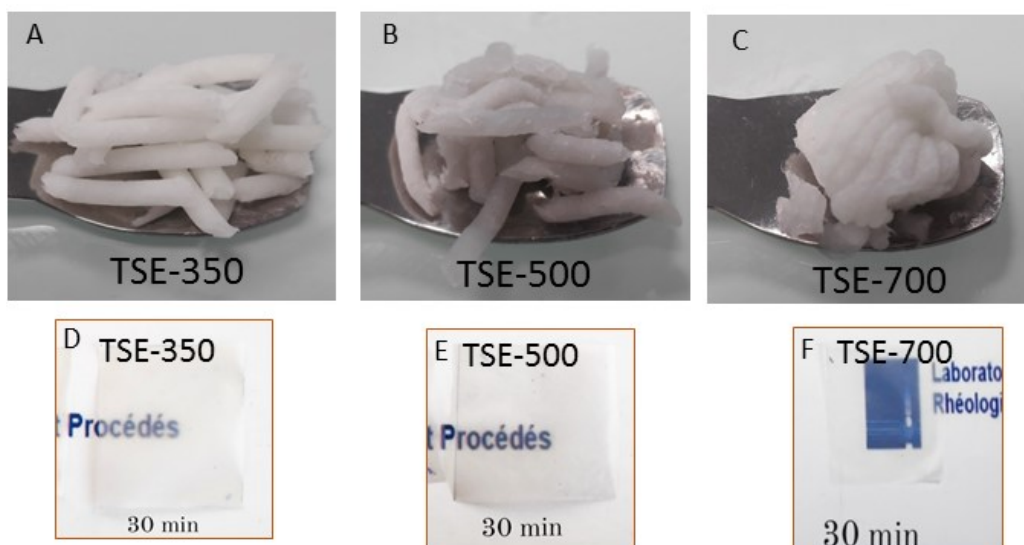 A
TSE-350
B
TSE-500
C
TSE-700
D
TSE-350
t Procédés
30 min
E
TSE-500
t Procédés
30 min
F
TSE-700
Laborato
Rhéologi
30 min